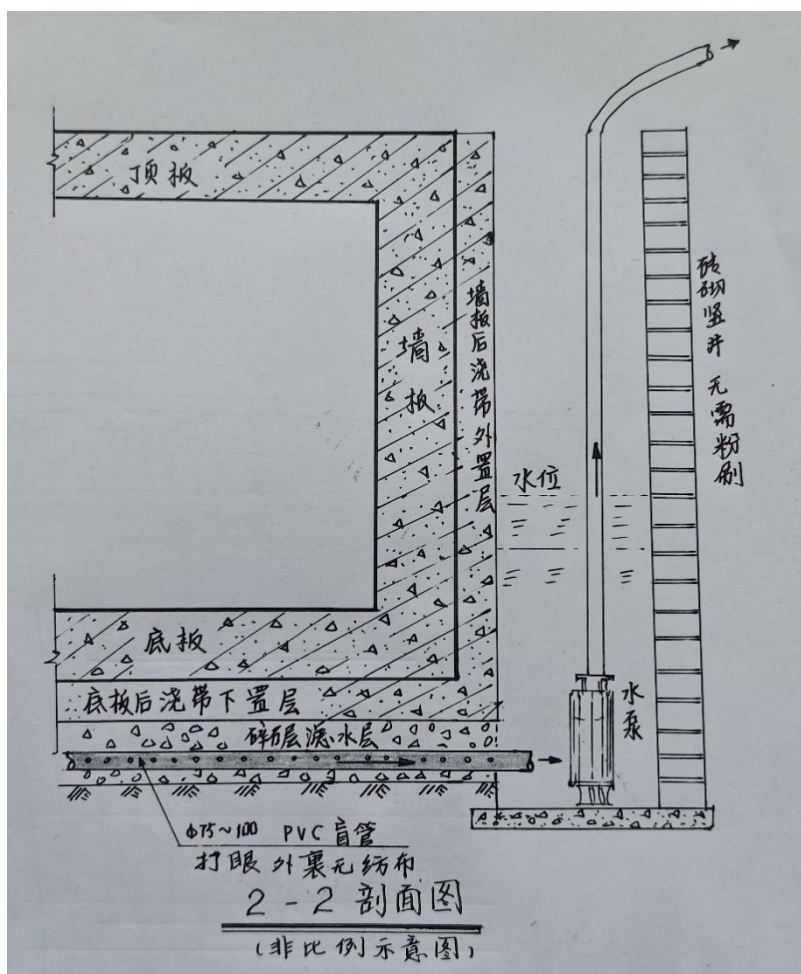 顶板
墙板
墙板后浇带外置层
砖砌竖井 无需粉刷
水位
底板
水泵
底板后浇带下置层
碎石层滤水层
Φ75~100 PVC 盲管
打眼 外裹无纺布
2-2 剖面图
(非比例示意图)